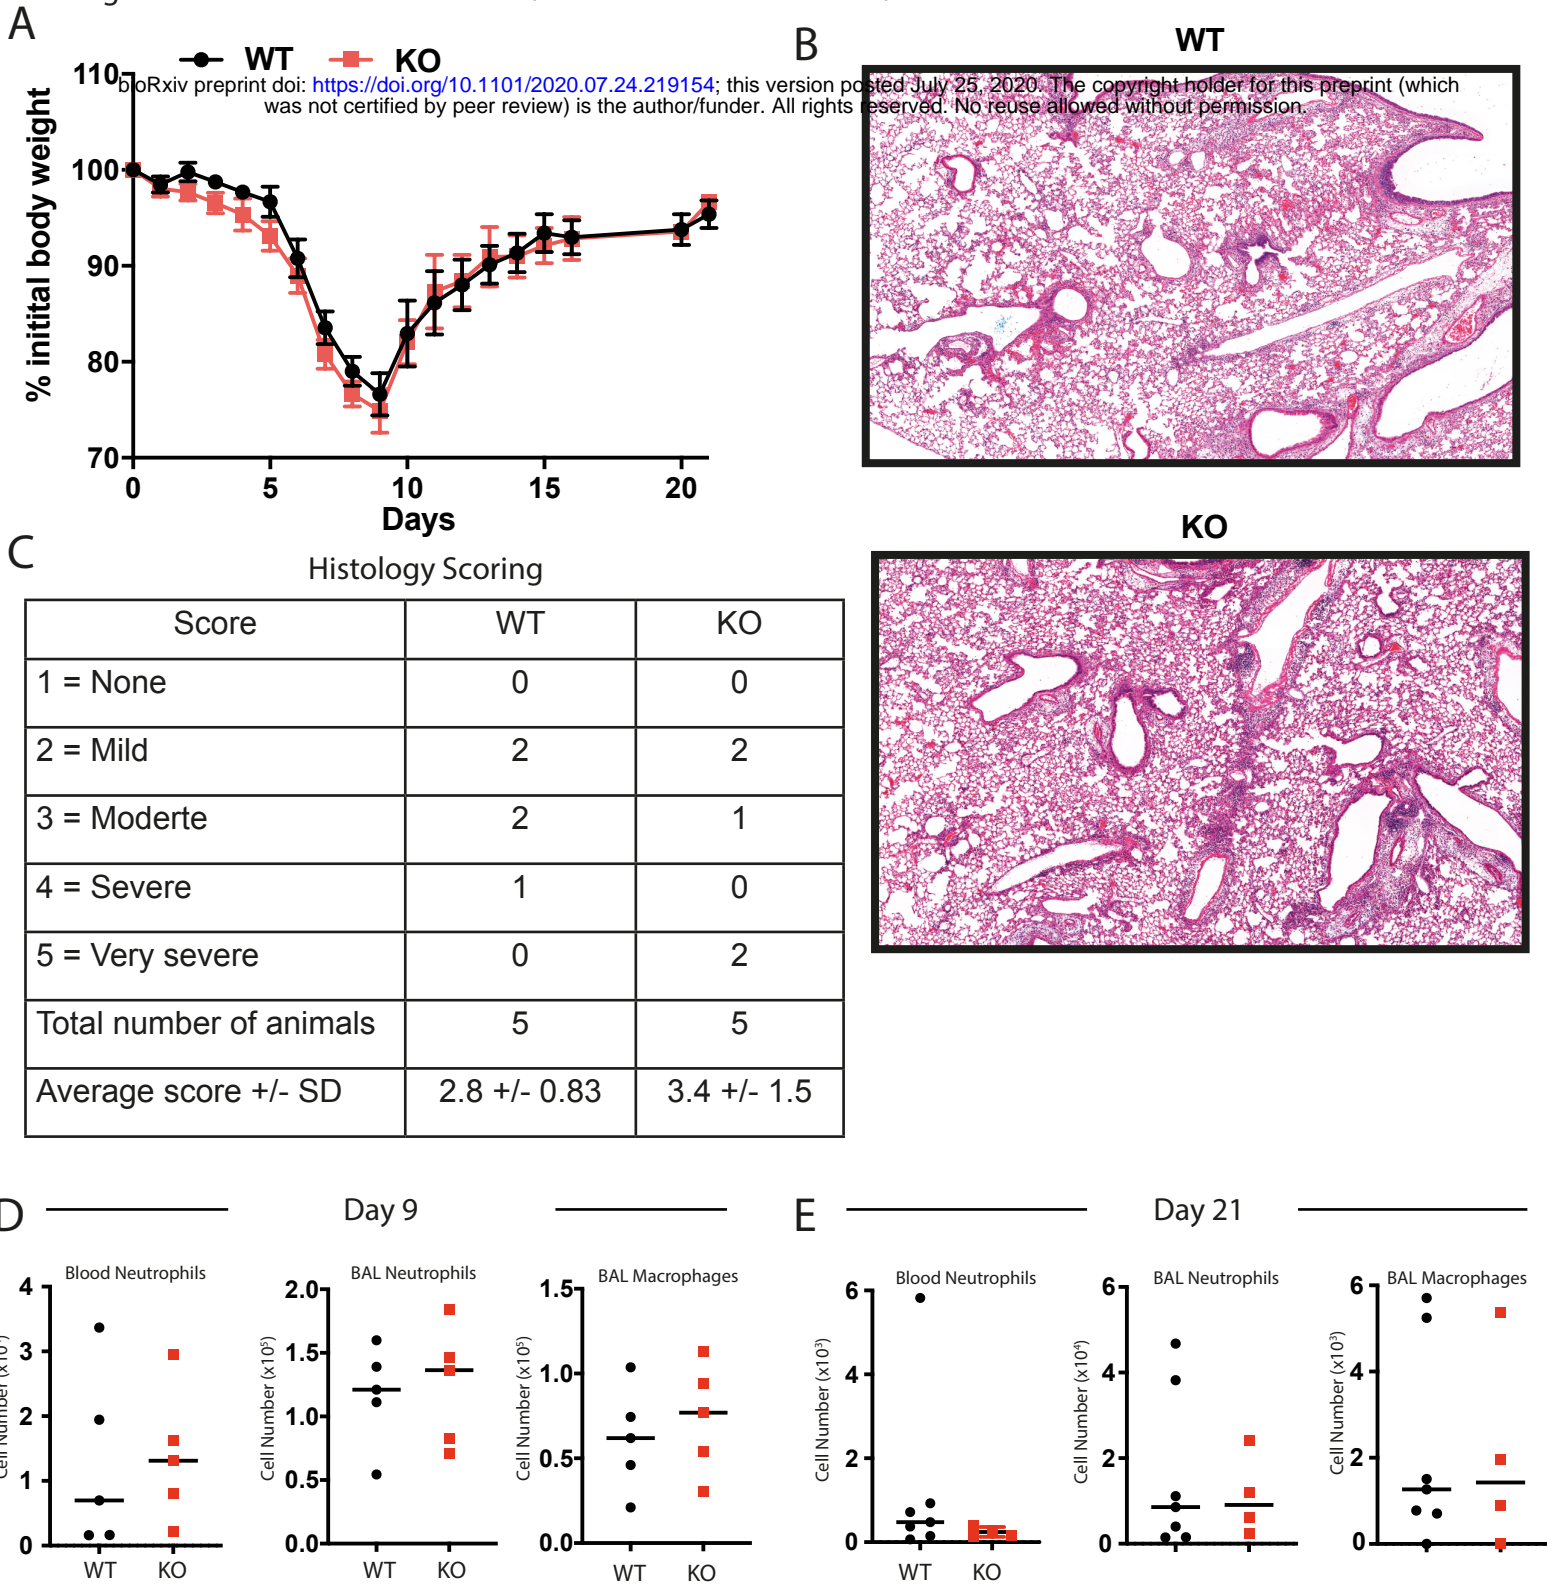 A
WT KO
B
WT
bioRxiv preprint doi: https://doi.org/10.1101/2020.07.24.219154; this version posted July 25, 2020. The copyright holder for this preprint (which
was not certified by peer review) is the author/funder. All rights reserved. No reuse allowed without permission.
110
100
90
80
70
% initital body weight
0 5 10 15 20
Days
KO
C
Histology Scoring
Score WT KO
1 = None 0 0
2 = Mild 2 2
3 = Moderte 2 1
4 = Severe 1 0
5 = Very severe 0 2
Total number of animals 5 5
Average score +/- SD 2.8 +/- 0.83 3.4 +/- 1.5
D Day 9
Blood Neutrophils
4
3
2
1
0
WT KO
BAL Neutrophils
Cell Number (x10⁵)
2.0
1.5
1.0
0.5
0.0
WT KO
BAL Macrophages
Cell Number (x10⁵)
1.5
1.0
0.5
0.0
WT KO
E Day 21
Blood Neutrophils
Cell Number (x10³)
6
4
2
0
WT KO
BAL Neutrophils
Cell Number (x10⁴)
6
4
2
0
BAL Macrophages
Cell Number (x10³)
6
4
2
0